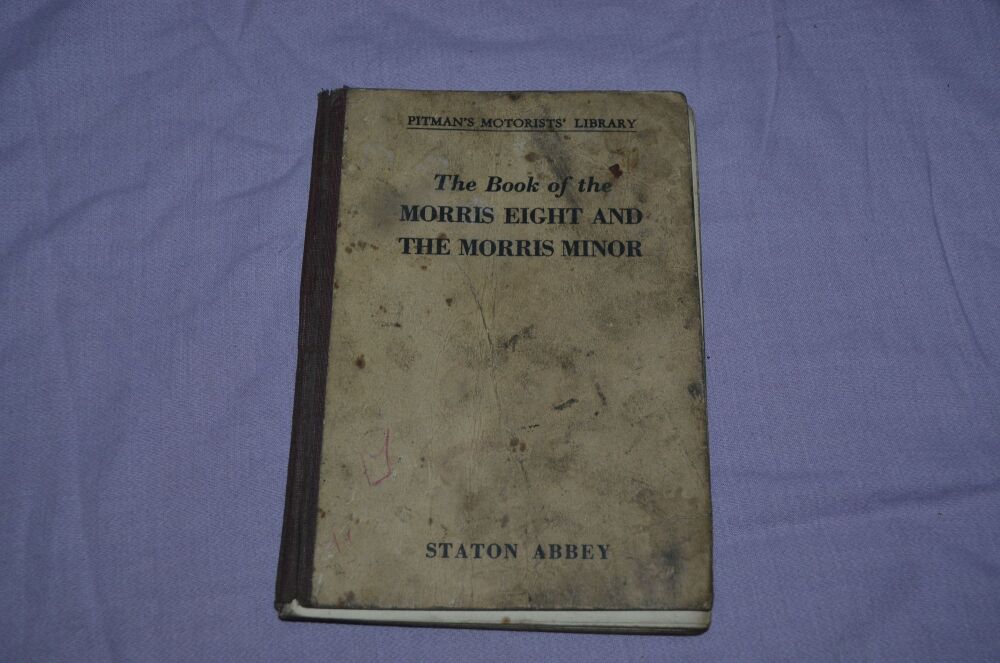 PITMAN'S MOTORISTS' LIBRARY
The Book of the
MORRIS EIGHT AND
THE MORRIS MINOR
STATON ABBEY